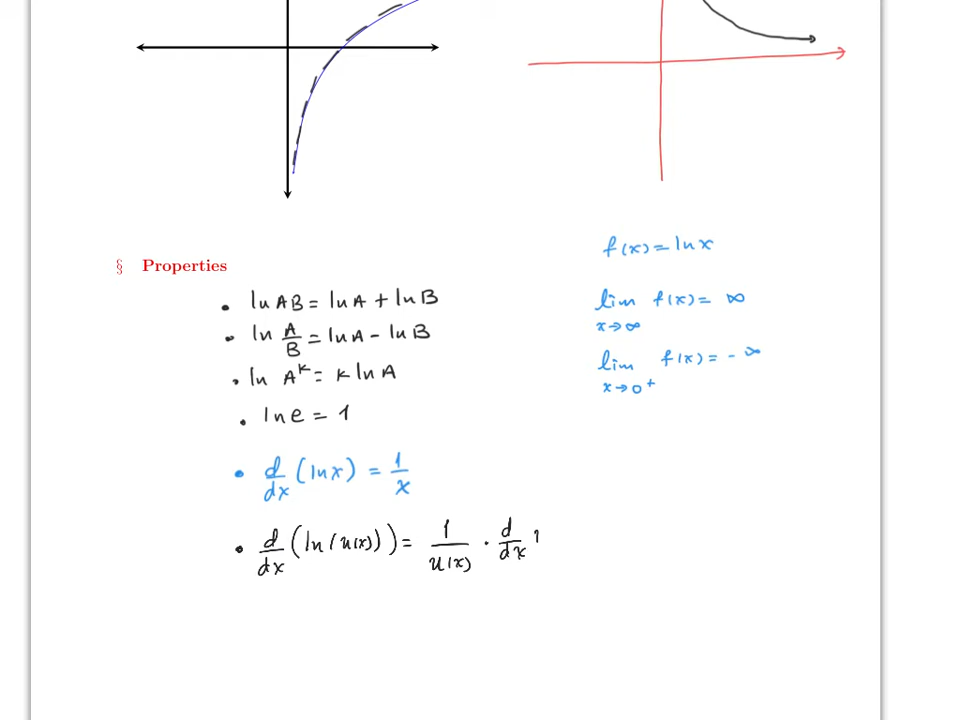 § Properties
• ln AB = ln A + ln B
• ln A/B = ln A - ln B
• ln A^K = K ln A
• ln e = 1
• d/dx (ln x) = 1/x
• d/dx (ln(u(x))) = 1/u(x) · d/dx
f(x) = ln x
lim x→∞ f(x) = ∞
lim x→0+ f(x) = -∞